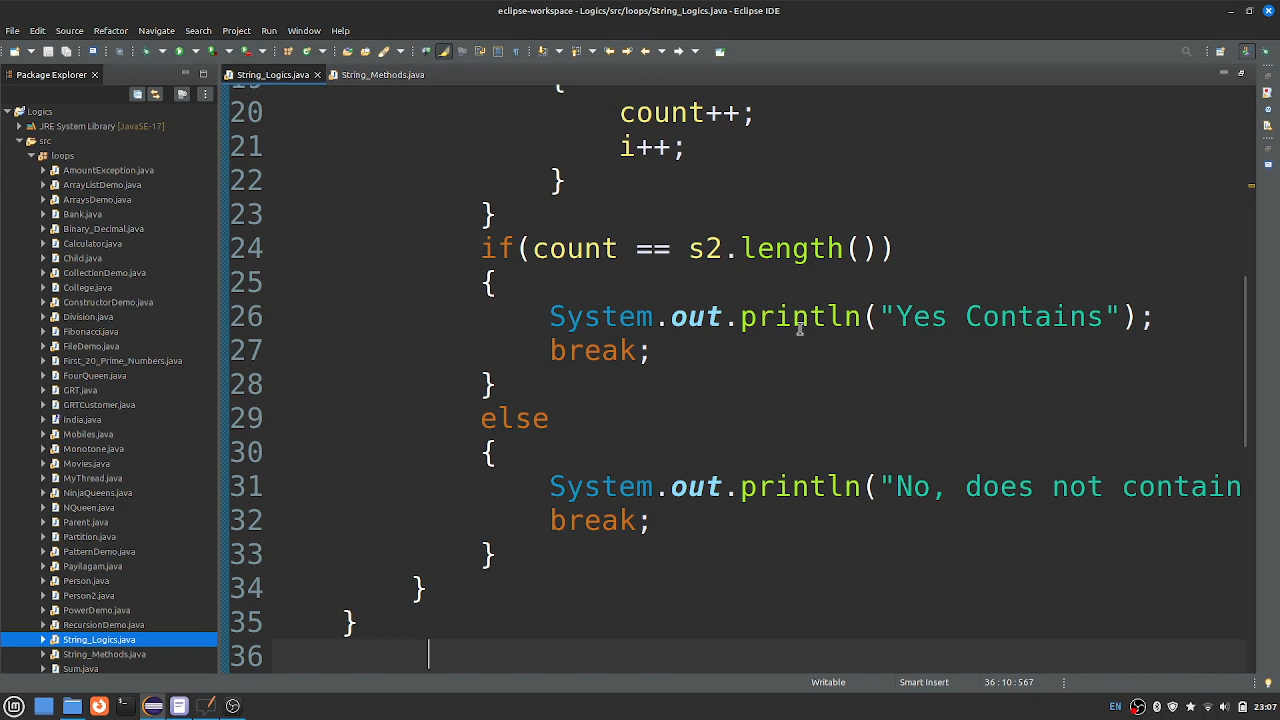 eclipse-workspace - Logics/src/loops/String_Logics.java - Eclipse IDE
File Edit Source Refactor Navigate Search Project Run Window Help
Package Explorer
String_Logics.java
String_Methods.java
Logics
JRE System Library [JavaSE-17]
src
loops
AmountException.java
ArrayListDemo.java
ArraysDemo.java
Bank.java
Binary_Decimal.java
Calculator.java
Child.java
CollectionDemo.java
College.java
ConstructorDemo.java
Division.java
Fibonacci.java
FileDemo.java
First_20_Prime_Numbers.java
FourQueen.java
GRT.java
GRTCustomer.java
India.java
Mobiles.java
Monotone.java
Movies.java
MyThread.java
NinjaQueens.java
NQueen.java
Parent.java
Partition.java
PatternDemo.java
Payilagam.java
Person.java
Person2.java
PowerDemo.java
RecursionDemo.java
String_Logics.java
String_Methods.java
Sum.java
{
20 count++;
21 i++;
22 }
23 }
24 if(count == s2.length())
25 {
26 System.out.println("Yes Contains");
27 break;
28 }
29 else
30 {
31 System.out.println("No, does not contain
32 break;
33 }
34 }
35 }
36
Writable Smart Insert 36 : 10 : 567
EN 23:07